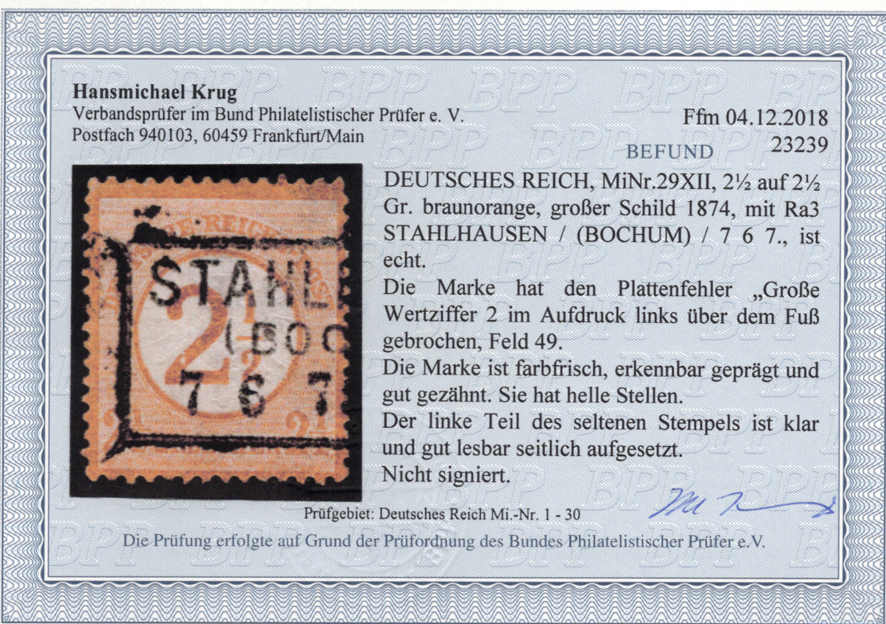 Hansmichael Krug
Verbandsprüfer im Bund Philatelistischer Prüfer e. V.
Postfach 940103, 60459 Frankfurt/Main
Ffm 04.12.2018
BEFUND 23239
DEUTSCHES REICH, MiNr.29XII, 2½ auf 2½
Gr. braunorange, großer Schild 1874, mit Ra3
STAHLHAUSEN / (BOCHUM) / 7 6 7., ist
echt.
Die Marke hat den Plattenfehler „Große
Wertziffer 2 im Aufdruck links über dem Fuß
gebrochen, Feld 49.
Die Marke ist farbfrisch, erkennbar geprägt und
gut gezähnt. Sie hat helle Stellen.
Der linke Teil des seltenen Stempels ist klar
und gut lesbar seitlich aufgesetzt.
Nicht signiert.
STAHL
(BOC
7 6 7
2½
Prüfgebiet: Deutsches Reich Mi.-Nr. 1 - 30
Die Prüfung erfolgte auf Grund der Prüfordnung des Bundes Philatelistischer Prüfer e.V.
BPP